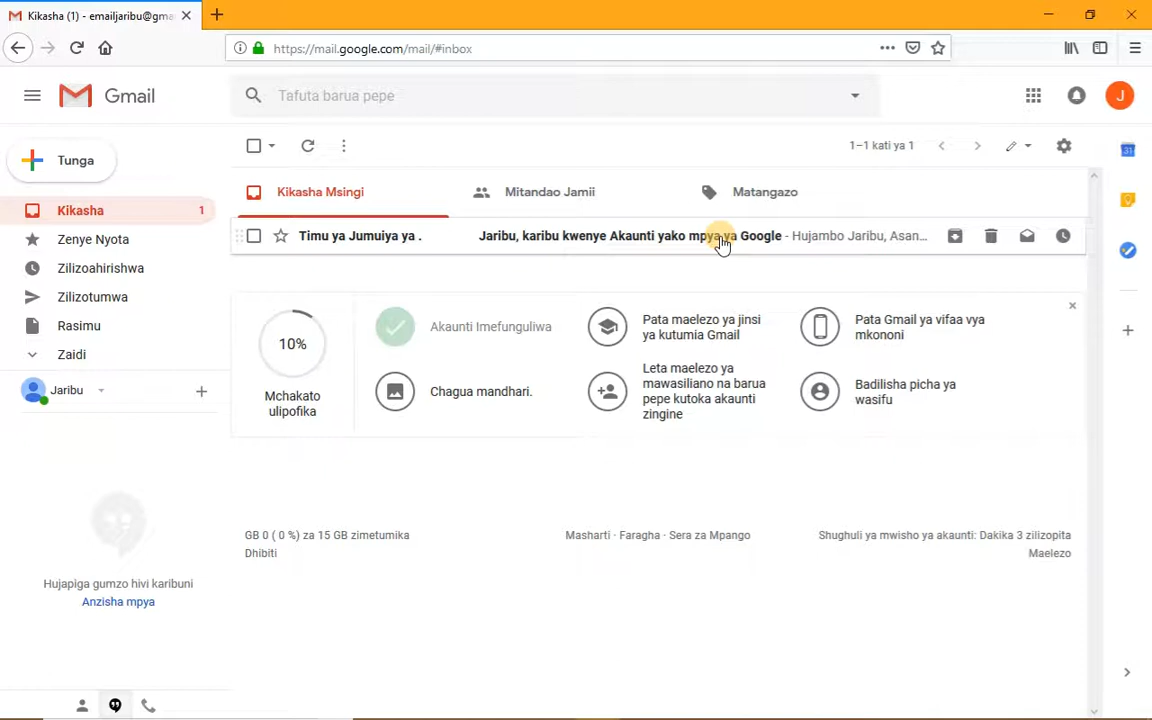 Kikasha (1) - emailjaribu@gma
https://mail.google.com/mail/#inbox
Gmail
Tafuta barua pepe
J
Tunga
1–1 kati ya 1
31
Kikasha 1
Kikasha Msingi
Mitandao Jamii
Matangazo
Zenye Nyota
Timu ya Jumuiya ya . Jaribu, karibu kwenye Akaunti yako mpya ya Google - Hujambo Jaribu, Asan...
Zilizoahirishwa
Zilizotumwa
Rasimu
Zaidi
Jaribu
10%
Mchakato
ulipofika
Akaunti Imefunguliwa
Pata maelezo ya jinsi
ya kutumia Gmail
Pata Gmail ya vifaa vya
mkononi
Chagua mandhari.
Leta maelezo ya
mawasiliano na barua
pepe kutoka akaunti
zingine
Badilisha picha ya
wasifu
GB 0 ( 0 %) za 15 GB zimetumika
Dhibiti
Masharti · Faragha · Sera za Mpango
Shughuli ya mwisho ya akaunti: Dakika 3 zilizopita
Maelezo
Hujapiga gumzo hivi karibuni
Anzisha mpya